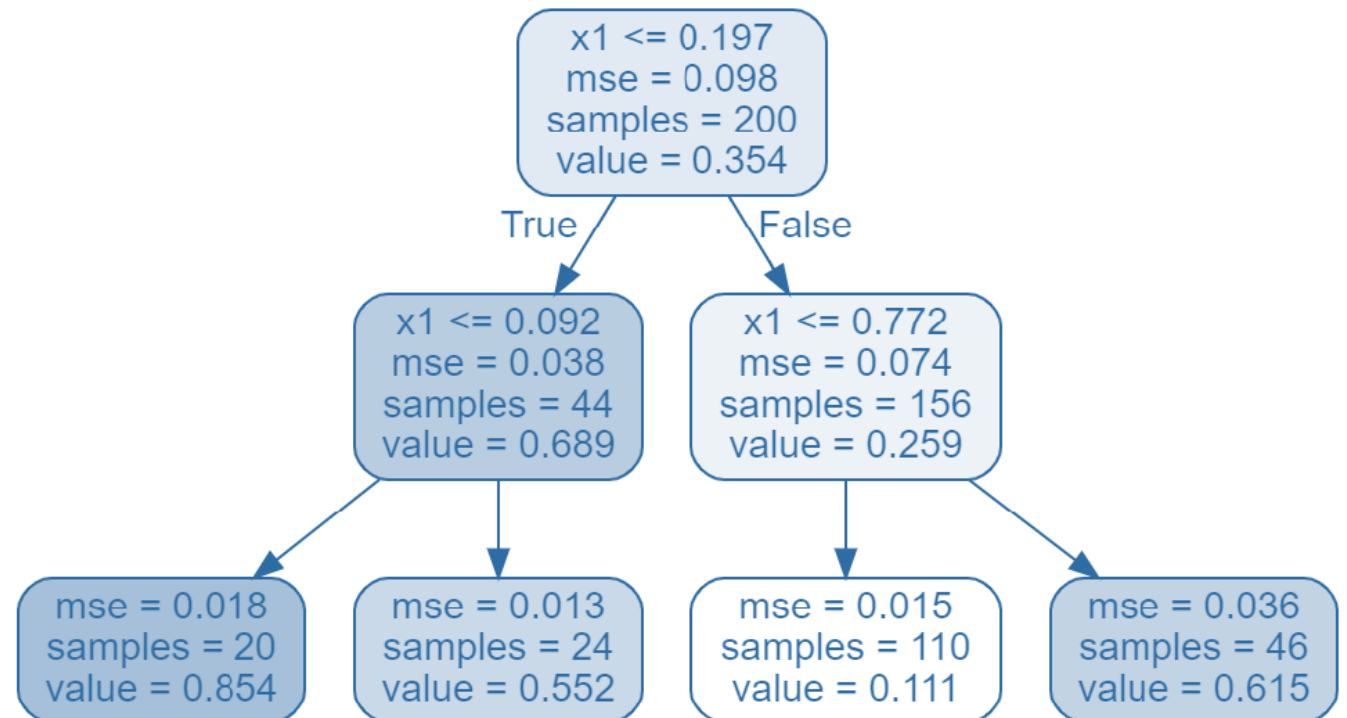 x1 <= 0.197
mse = 0.098
samples = 200
value = 0.354
True
False
x1 <= 0.092
mse = 0.038
samples = 44
value = 0.689
x1 <= 0.772
mse = 0.074
samples = 156
value = 0.259
mse = 0.018
samples = 20
value = 0.854
mse = 0.013
samples = 24
value = 0.552
mse = 0.015
samples = 110
value = 0.111
mse = 0.036
samples = 46
value = 0.615